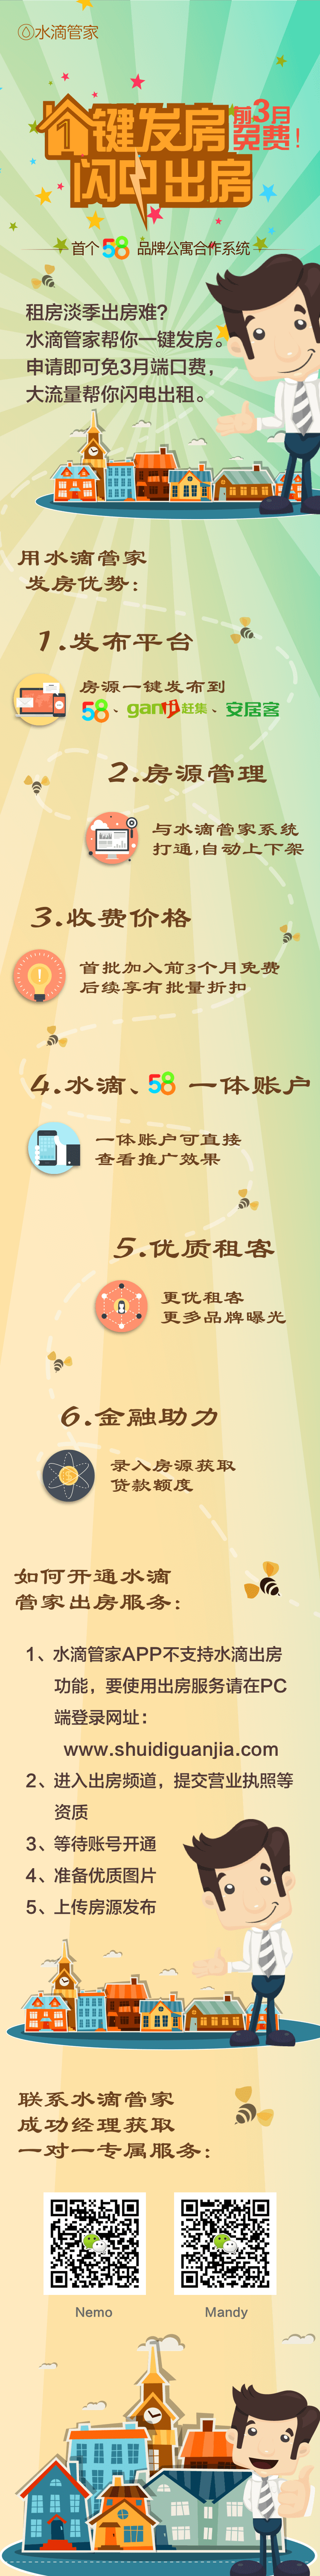 水滴管家
1键发房
前3月
免费!
闪电出房
首个58品牌公寓合作系统
租房淡季出房难?
水滴管家帮你一键发房。
申请即可免3月端口费，
大流量帮你闪电出租。
用水滴管家
发房优势：
1.发布平台
房源一键发布到
58、ganji赶集、安居客
2.房源管理
与水滴管家系统
打通,自动上下架
3.收费价格
首批加入前3个月免费
后续享有批量折扣
4.水滴、58一体账户
一体账户可直接
查看推广效果
5.优质租客
更优租客
更多品牌曝光
6.金融助力
录入房源获取
贷款额度
如何开通水滴
管家出房服务：
1、水滴管家APP不支持水滴出房
功能，要使用出房服务请在PC
端登录网址：
www.shuidiguanjia.com
2、进入出房频道，提交营业执照等
资质
3、等待账号开通
4、准备优质图片
5、上传房源发布
联系水滴管家
成功经理获取
一对一专属服务：
Nemo
Mandy